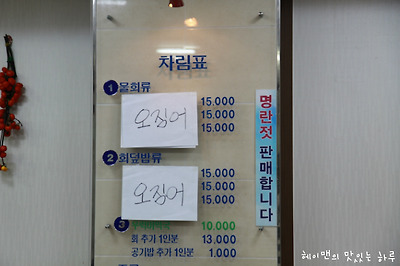 차림표
1 물회류
오징어
15.000
15.000
15.000
2 회덮밥류
오징어
15.000
15.000
15.000
3
10.000
회 추가 1인분 13.000
공기밥 추가 1인분 1.000
명란젓 판매합니다
헤이맨의 맛있는 하루